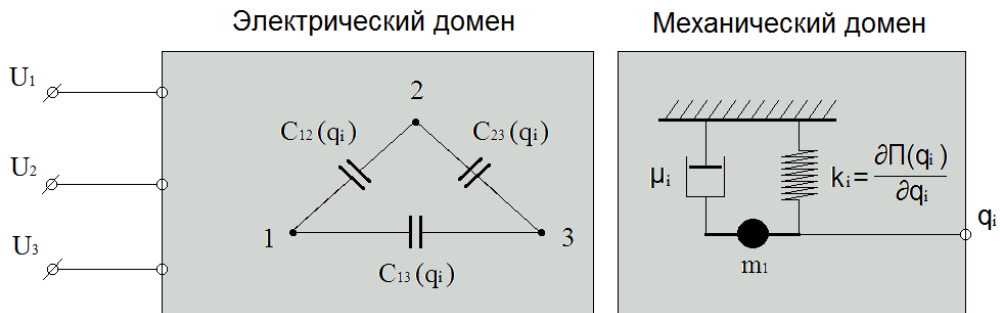 Электрический домен
Механический домен
U1
U2
U3
2
C12(qi)
C23(qi)
1
3
C13(qi)
μi
ki=∂Π(qi)/∂qi
m1
qi